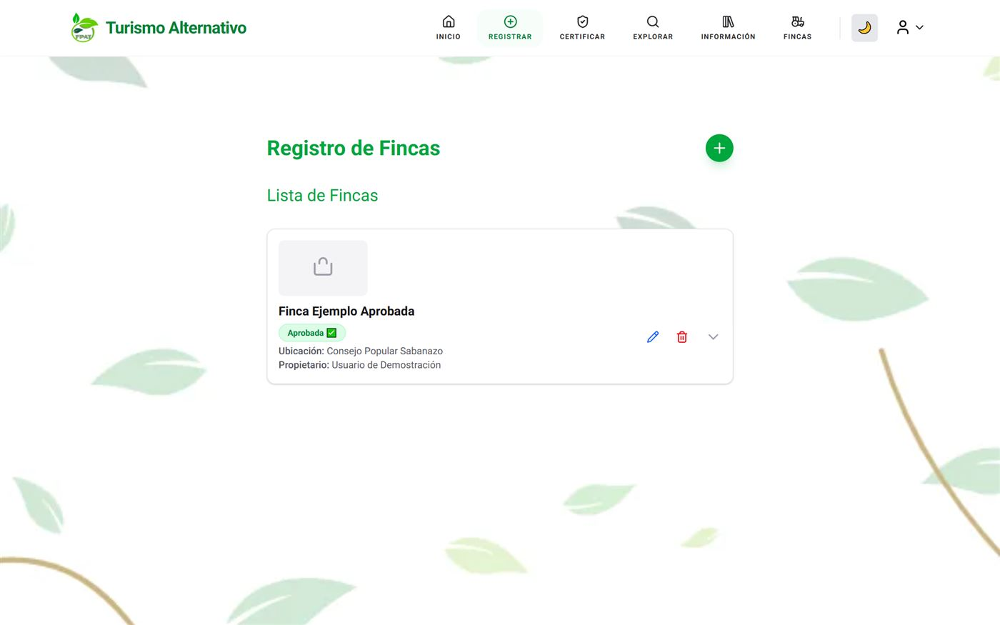 FPAT
Turismo Alternativo
INICIO
REGISTRAR
CERTIFICAR
EXPLORAR
INFORMACIÓN
FINCAS
Registro de Fincas
Lista de Fincas
Finca Ejemplo Aprobada
Aprobada ✅
Ubicación: Consejo Popular Sabanazo
Propietario: Usuario de Demostración